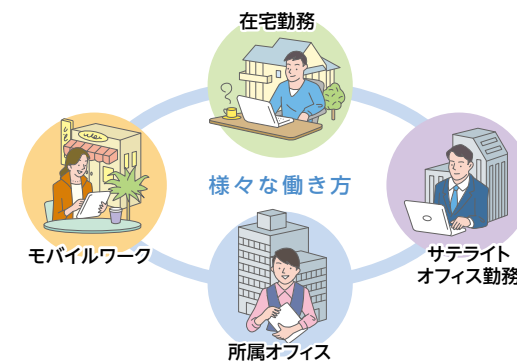 在宅勤務
様々な働き方
モバイルワーク
サテライト
オフィス勤務
所属オフィス